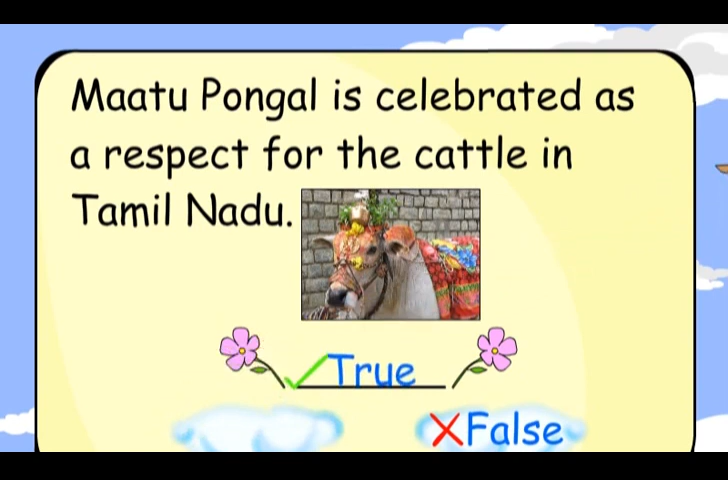 Maatu Pongal is celebrated as
a respect for the cattle in
Tamil Nadu.
True
False